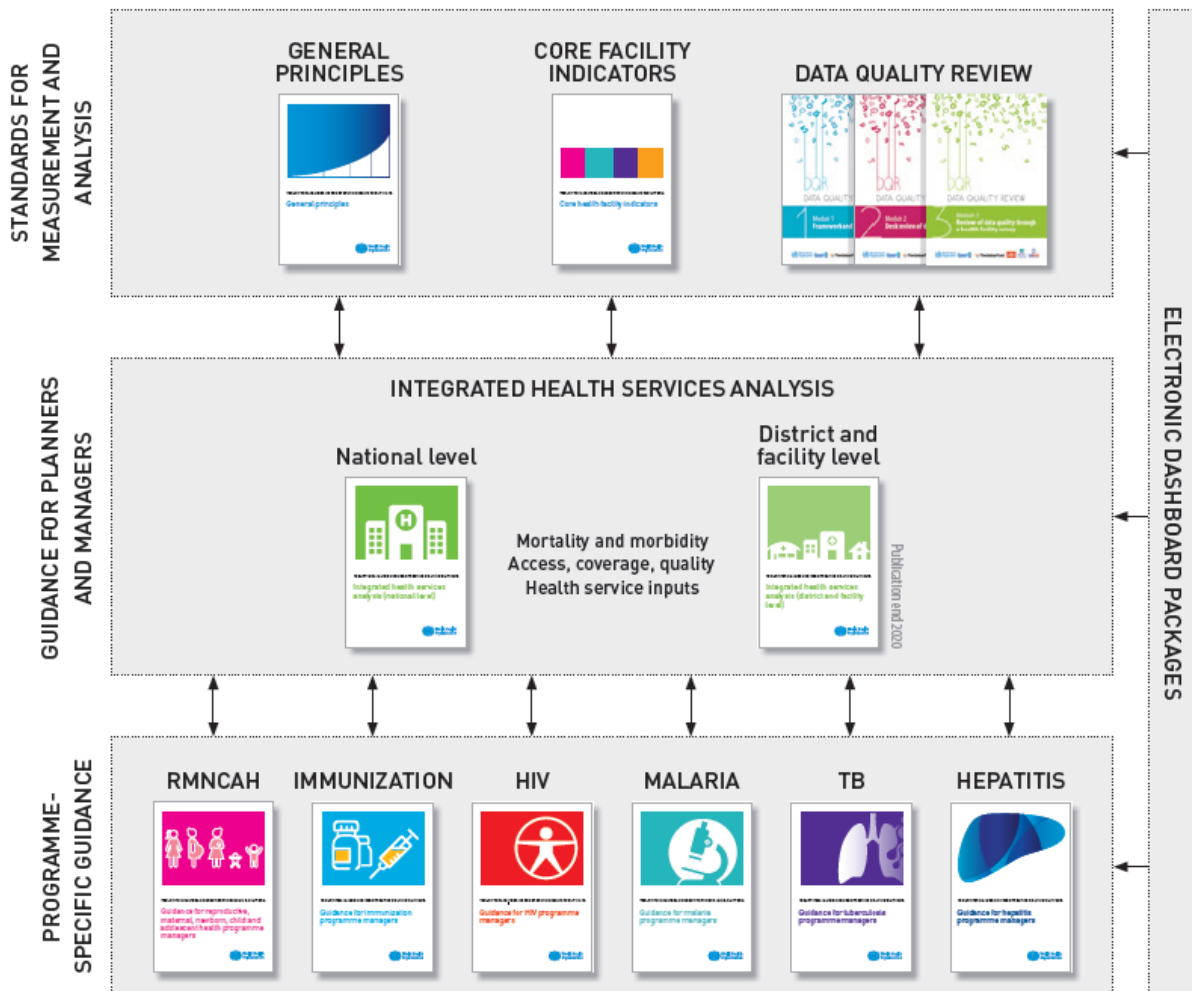 STANDARDS FOR
MEASUREMENT AND
ANALYSIS
GENERAL
PRINCIPLES
General principles
CORE FACILITY
INDICATORS
Core health facility indicators
DATA QUALITY REVIEW
DQR
DATA QUALITY
1
Module 1
Framework and
DQR
DATA QUALITY
2
Module 2
Desk review of d
DQR
DATA QUALITY REVIEW
3
Module 3
Review of data quality through
a health facility survey
GUIDANCE FOR PLANNERS
AND MANAGERS
INTEGRATED HEALTH SERVICES ANALYSIS
National level
H
Integrated health services
analysis (national level)
Mortality and morbidity
Access, coverage, quality
Health service inputs
District and
facility level
Integrated health services
analysis (district and facility
level)
Publication end 2020
PROGRAMME-
SPECIFIC GUIDANCE
RMNCAH
Guidance for reproductive,
maternal, newborn, child and
adolescent health programme
managers
IMMUNIZATION
Guidance for immunization
programme managers
HIV
Guidance for HIV programme
managers
MALARIA
Guidance for malaria
programme managers
TB
Guidance for tuberculosis
programme managers
HEPATITIS
Guidance for hepatitis
programme managers
ELECTRONIC DASHBOARD PACKAGES